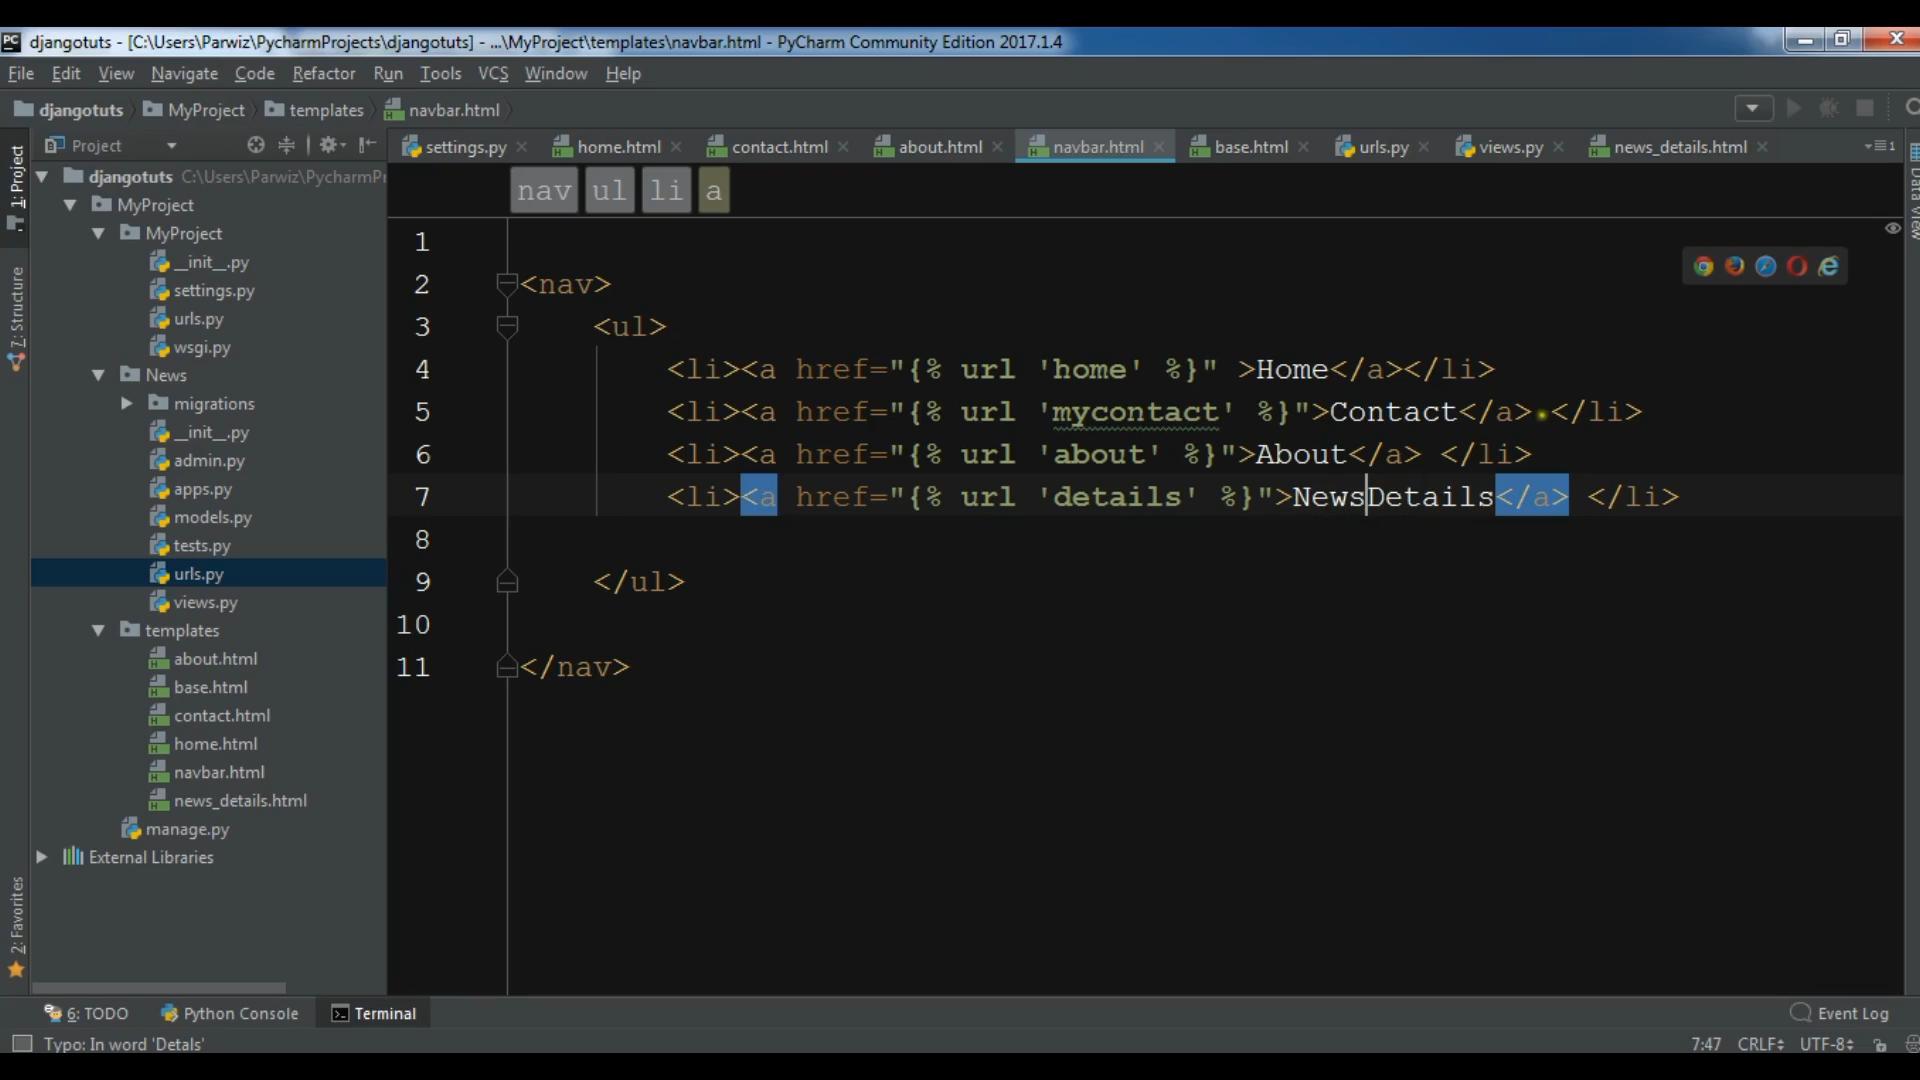 PC djangotuts - [C:\Users\Parwiz\PycharmProjects\djangotuts] - ...\MyProject\templates\navbar.html - PyCharm Community Edition 2017.1.4
File Edit View Navigate Code Refactor Run Tools VCS Window Help
djangotuts MyProject templates navbar.html
Project
settings.py home.html contact.html about.html navbar.html base.html urls.py views.py news_details.html
1: Project
7: Structure
2: Favorites
djangotuts C:\Users\Parwiz\PycharmPr
MyProject
MyProject
__init__.py
settings.py
urls.py
wsgi.py
News
migrations
__init__.py
admin.py
apps.py
models.py
tests.py
urls.py
views.py
templates
about.html
base.html
contact.html
home.html
navbar.html
news_details.html
manage.py
External Libraries
nav ul li a
1
2 <nav>
3 <ul>
4 <li><a href="{% url 'home' %}" >Home</a></li>
5 <li><a href="{% url 'mycontact' %}">Contact</a> </li>
6 <li><a href="{% url 'about' %}">About</a> </li>
7 <li><a href="{% url 'details' %}">NewsDetails</a> </li>
8
9 </ul>
10
11 </nav>
Data View
6: TODO Python Console Terminal Event Log
Typo: In word 'Detals' 7:47 CRLF UTF-8